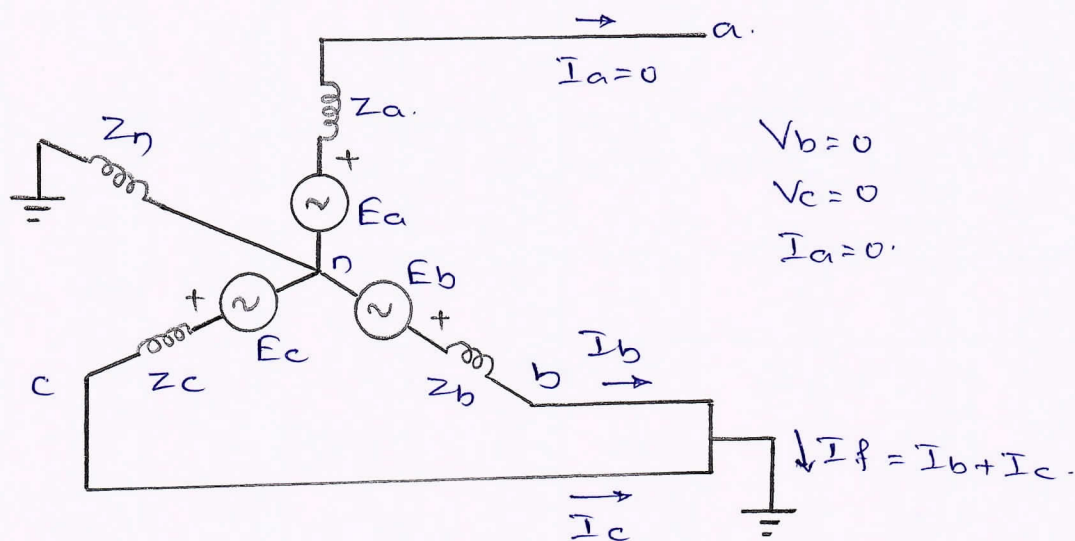 a.
Ia=0
Za.
Zn
+
~
Ea
Vb=0
Vc=0
Ia=0.
n
Eb
+
~
~
+
Ec
Zc
c
Zb
b
Ib
If = Ib+Ic.
Ic